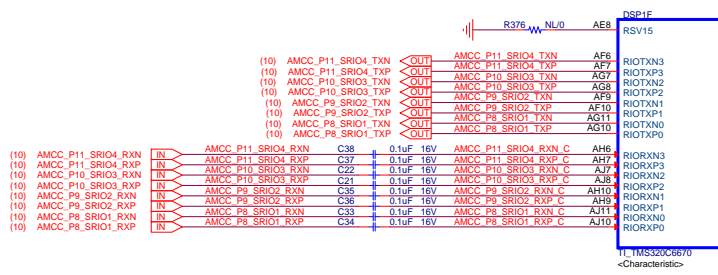 DSP1F
R376 NL/0 AE8 RSV15
(10) AMCC_P11_SRIO4_TXN OUT AMCC_P11_SRIO4_TXN AF6 RIOTXN3
(10) AMCC_P11_SRIO4_TXP OUT AMCC_P11_SRIO4_TXP AF7 RIOTXP3
(10) AMCC_P10_SRIO3_TXN OUT AMCC_P10_SRIO3_TXN AG7 RIOTXN2
(10) AMCC_P10_SRIO3_TXP OUT AMCC_P10_SRIO3_TXP AG8 RIOTXP2
(10) AMCC_P9_SRIO2_TXN OUT AMCC_P9_SRIO2_TXN AF9 RIOTXN1
(10) AMCC_P9_SRIO2_TXP OUT AMCC_P9_SRIO2_TXP AF10 RIOTXP1
(10) AMCC_P8_SRIO1_TXN OUT AMCC_P8_SRIO1_TXN AG11 RIOTXN0
(10) AMCC_P8_SRIO1_TXP OUT AMCC_P8_SRIO1_TXP AG10 RIOTXP0
(10) AMCC_P11_SRIO4_RXN IN AMCC_P11_SRIO4_RXN C38 0.1uF 16V AMCC_P11_SRIO4_RXN_C AH6 RIORXN3
(10) AMCC_P11_SRIO4_RXP IN AMCC_P11_SRIO4_RXP C37 0.1uF 16V AMCC_P11_SRIO4_RXP_C AH7 RIORXP3
(10) AMCC_P10_SRIO3_RXN IN AMCC_P10_SRIO3_RXN C22 0.1uF 16V AMCC_P10_SRIO3_RXN_C AJ7 RIORXN2
(10) AMCC_P10_SRIO3_RXP IN AMCC_P10_SRIO3_RXP C21 0.1uF 16V AMCC_P10_SRIO3_RXP_C AJ8 RIORXP2
(10) AMCC_P9_SRIO2_RXN IN AMCC_P9_SRIO2_RXN C35 0.1uF 16V AMCC_P9_SRIO2_RXN_C AH10 RIORXN1
(10) AMCC_P9_SRIO2_RXP IN AMCC_P9_SRIO2_RXP C36 0.1uF 16V AMCC_P9_SRIO2_RXP_C AH9 RIORXP1
(10) AMCC_P8_SRIO1_RXN IN AMCC_P8_SRIO1_RXN C33 0.1uF 16V AMCC_P8_SRIO1_RXN_C AJ11 RIORXN0
(10) AMCC_P8_SRIO1_RXP IN AMCC_P8_SRIO1_RXP C34 0.1uF 16V AMCC_P8_SRIO1_RXP_C AJ10 RIORXP0
TI_TMS320C6670
<Characteristic>